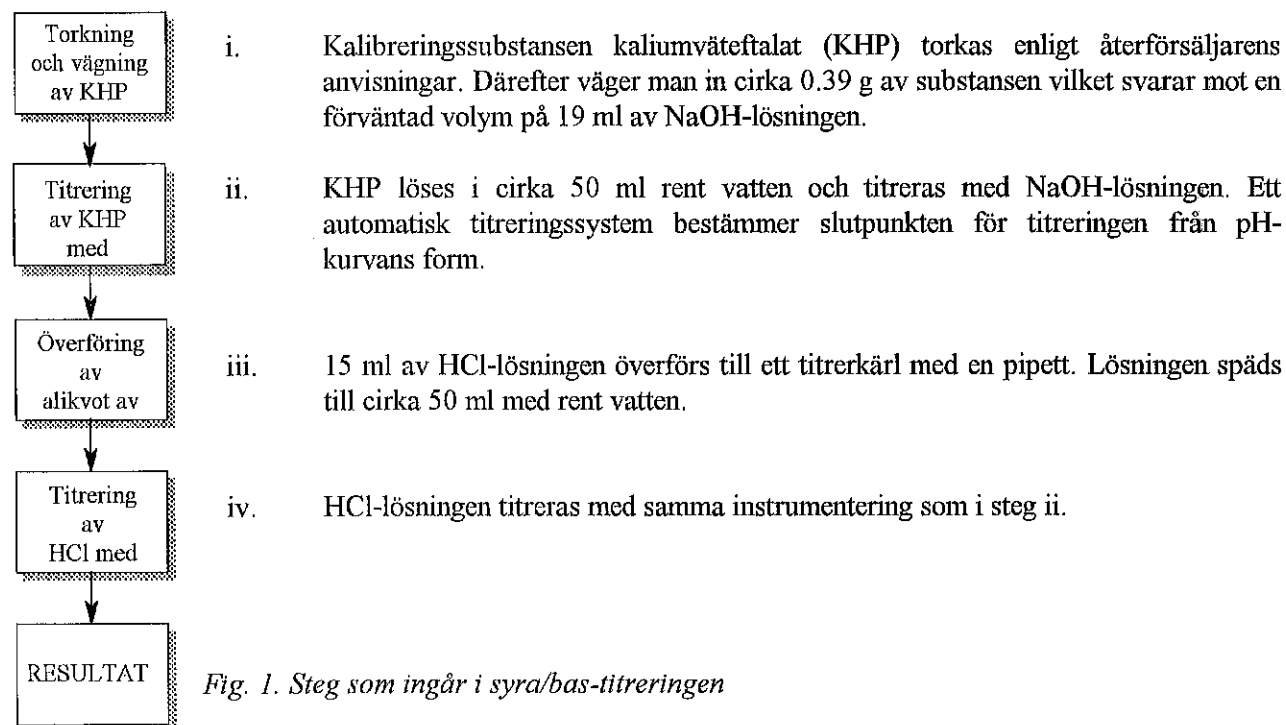 Torkning
och vägning
av KHP
i. Kalibreringssubstansen kaliumväteftalat (KHP) torkas enligt återförsäljarens
anvisningar. Därefter väger man in cirka 0.39 g av substansen vilket svarar mot en
förväntad volym på 19 ml av NaOH-lösningen.
Titrering
av KHP
med
ii. KHP löses i cirka 50 ml rent vatten och titreras med NaOH-lösningen. Ett
automatisk titreringssystem bestämmer slutpunkten för titreringen från pH-
kurvans form.
Överföring
av
alikvot av
iii. 15 ml av HCl-lösningen överförs till ett titrerkärl med en pipett. Lösningen späds
till cirka 50 ml med rent vatten.
Titrering
av
HCl med
iv. HCl-lösningen titreras med samma instrumentering som i steg ii.
RESULTAT
Fig. 1. Steg som ingår i syra/bas-titreringen